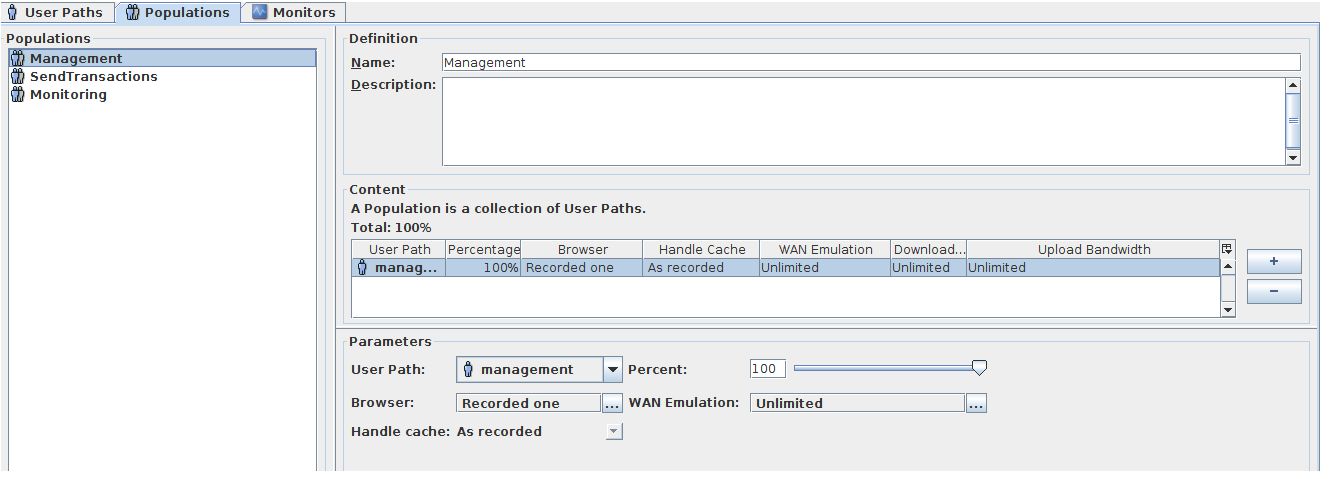 User Paths Populations Monitors
Populations
Management
SendTransactions
Monitoring
Definition
Name: Management
Description:
Content
A Population is a collection of User Paths.
Total: 100%
User Path Percentage Browser Handle Cache WAN Emulation Download... Upload Bandwidth
manag... 100% Recorded one As recorded Unlimited Unlimited Unlimited
+
−
Parameters
User Path: management Percent: 100
Browser: Recorded one ... WAN Emulation: Unlimited ...
Handle cache: As recorded